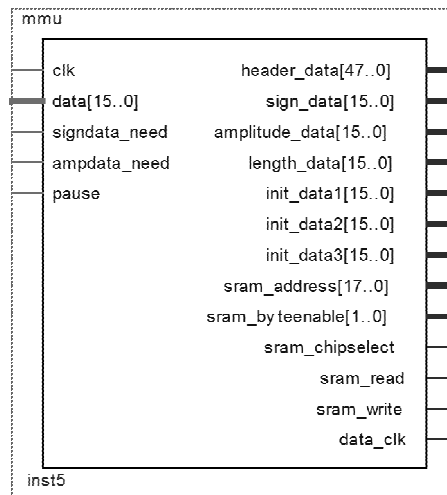 mmu
clk header_data[47..0]
data[15..0] sign_data[15..0]
signdata_need amplitude_data[15..0]
ampdata_need length_data[15..0]
pause init_data1[15..0]
init_data2[15..0]
init_data3[15..0]
sram_address[17..0]
sram_byteenable[1..0]
sram_chipselect
sram_read
sram_write
data_clk
inst5